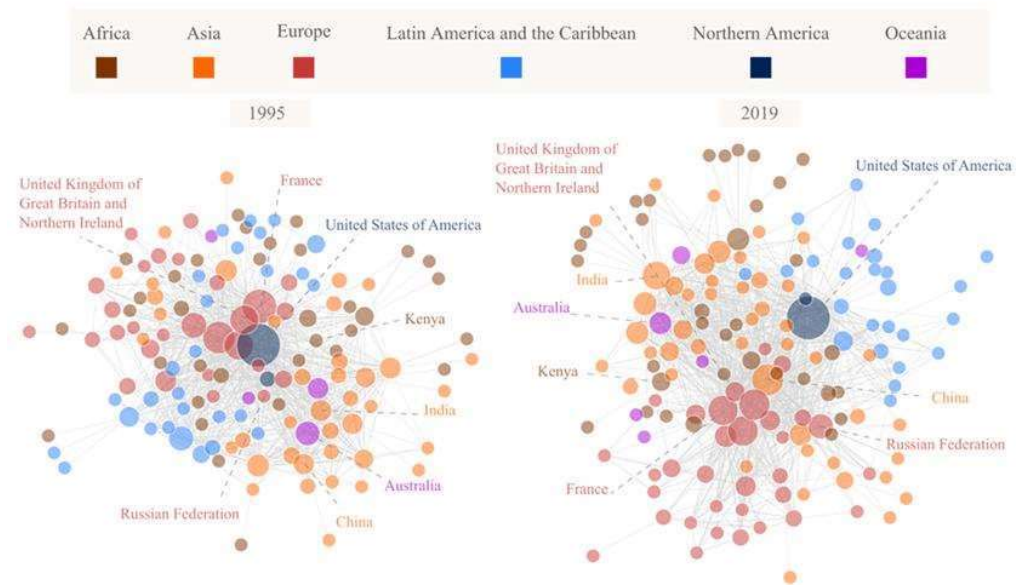 Africa
Asia
Europe
Latin America and the Caribbean
Northern America
Oceania
1995
2019
United Kingdom of
Great Britain and
Northern Ireland
France
United States of America
Kenya
India
Australia
China
Russian Federation
United Kingdom of
Great Britain and
Northern Ireland
United States of America
India
Australia
Kenya
China
Russian Federation
France